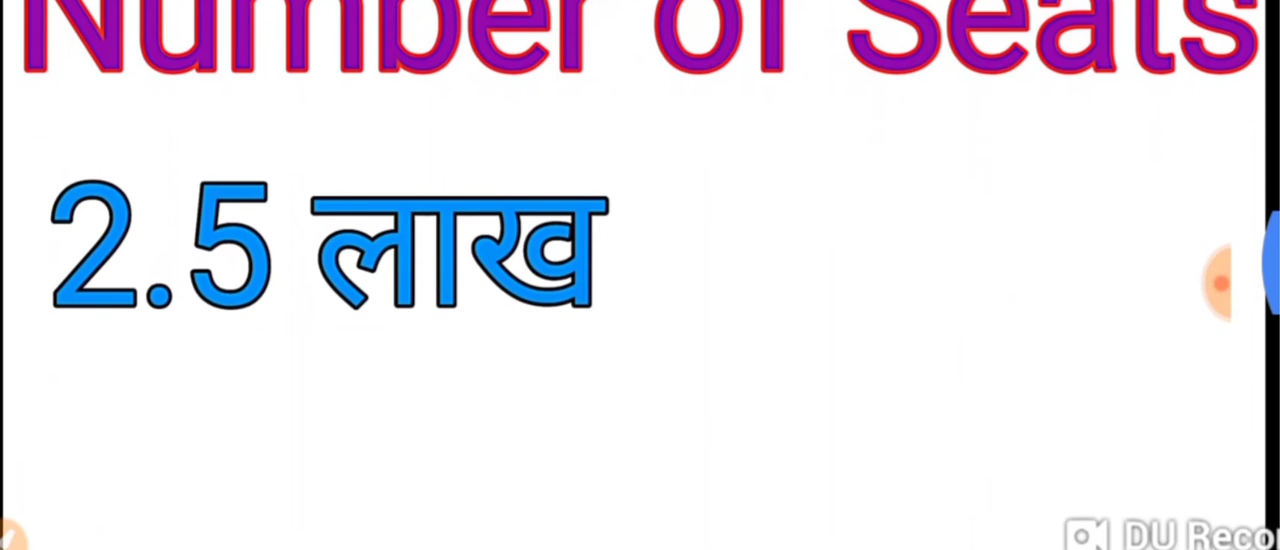 Number of Seats
2.5 लाख
DU Reco